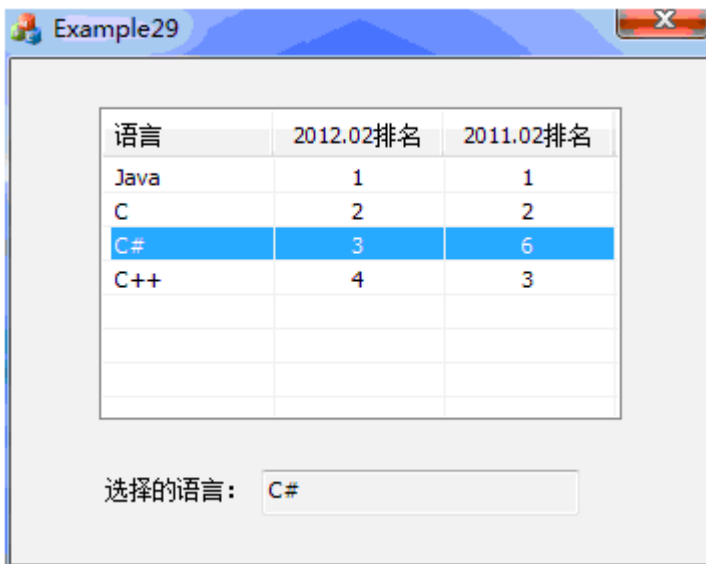 Example29
语言 2012.02排名 2011.02排名
Java 1 1
C 2 2
C# 3 6
C++ 4 3
选择的语言： C#